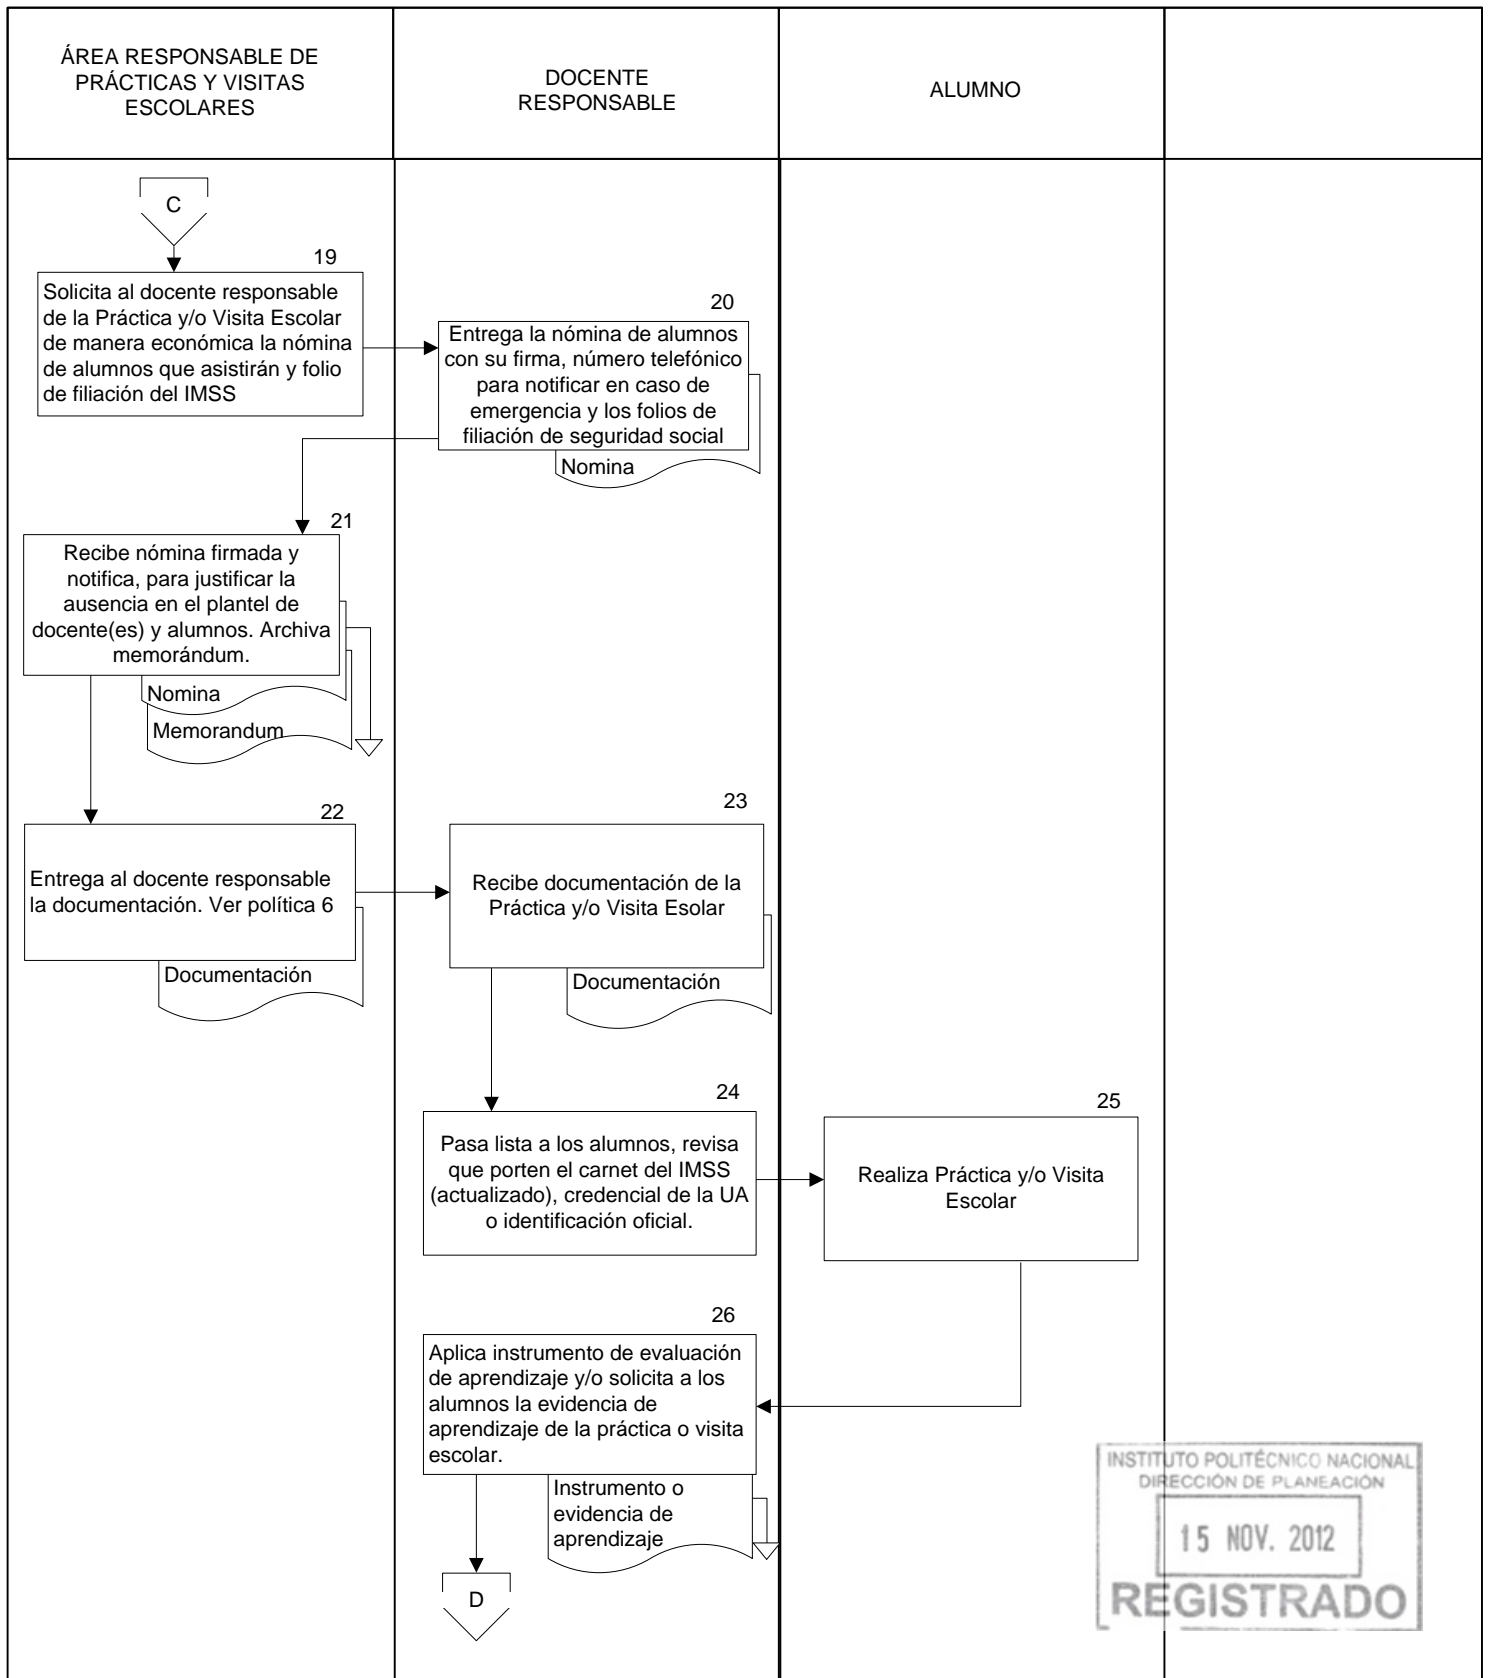 ÁREA RESPONSABLE DE
PRÁCTICAS Y VISITAS
ESCOLARES
DOCENTE
RESPONSABLE
ALUMNO
C
19
Solicita al docente responsable
de la Práctica y/o Visita Escolar
de manera económica la nómina
de alumnos que asistirán y folio
de filiación del IMSS
20
Entrega la nómina de alumnos
con su firma, número telefónico
para notificar en caso de
emergencia y los folios de
filiación de seguridad social
Nomina
21
Recibe nómina firmada y
notifica, para justificar la
ausencia en el plantel de
docente(es) y alumnos. Archiva
memorándum.
Nomina
Memorandum
22
Entrega al docente responsable
la documentación. Ver política 6
Documentación
23
Recibe documentación de la
Práctica y/o Visita Esolar
Documentación
24
Pasa lista a los alumnos, revisa
que porten el carnet del IMSS
(actualizado), credencial de la UA
o identificación oficial.
25
Realiza Práctica y/o Visita
Escolar
26
Aplica instrumento de evaluación
de aprendizaje y/o solicita a los
alumnos la evidencia de
aprendizaje de la práctica o visita
escolar.
Instrumento o
evidencia de
aprendizaje
D
INSTITUTO POLITÉCNICO NACIONAL
DIRECCIÓN DE PLANEACIÓN
15 NOV. 2012
REGISTRADO